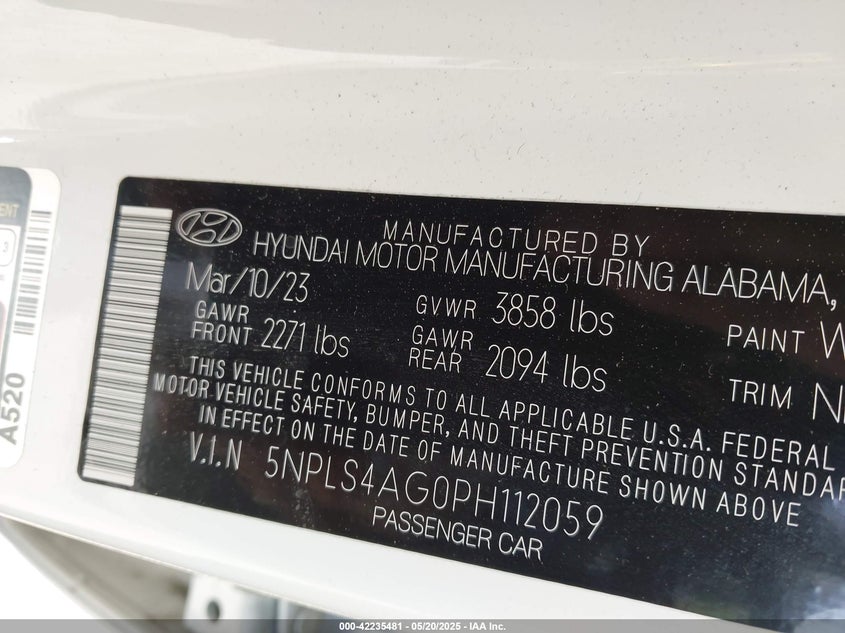 MANUFACTURED BY
HYUNDAI MOTOR MANUFACTURING ALABAMA,
Mar/10/23
GVWR 3858 lbs
PAINT W
GAWR
FRONT 2271 lbs
GAWR
REAR 2094 lbs
TRIM N
THIS VEHICLE CONFORMS TO ALL APPLICABLE U.S.A. FEDERAL
MOTOR VEHICLE SAFETY, BUMPER, AND THEFT PREVENTION STANDAR
IN EFFECT ON THE DATE OF MANUFACTURE SHOWN ABOVE
V.I.N 5NPLS4AG0PH112059
PASSENGER CAR
A520
ENT
3
000-42235481 - 05/20/2025 - IAA Inc.